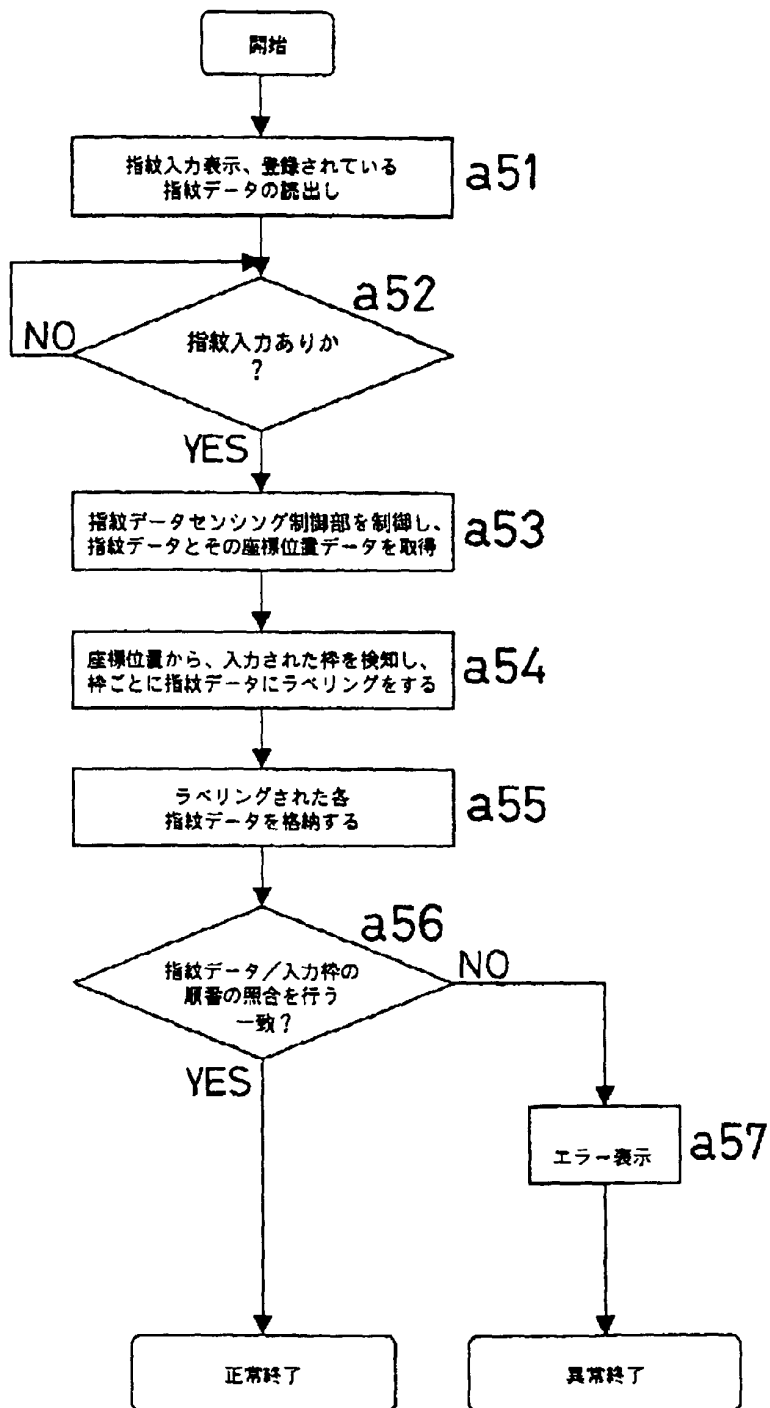 開始
指紋入力表示、登録されている
指紋データの読出し
a51
a52
NO
指紋入力ありか
?
YES
指紋データセンシング制御部を制御し、
指紋データとその座標位置データを取得
a53
座標位置から、入力された枠を検知し、
枠ごとに指紋データにラベリングをする
a54
ラベリングされた各
指紋データを格納する
a55
a56
指紋データ/入力枠の
順番の照合を行う
一致?
NO
YES
エラー表示
a57
正常終了
異常終了